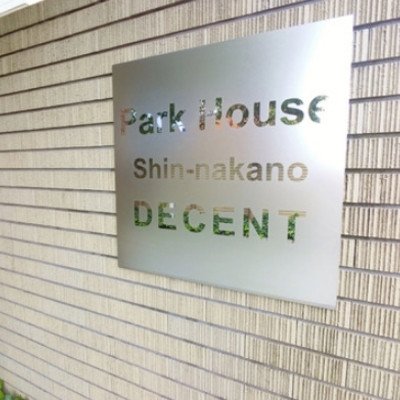 Park House
Shin-nakano
DECENT